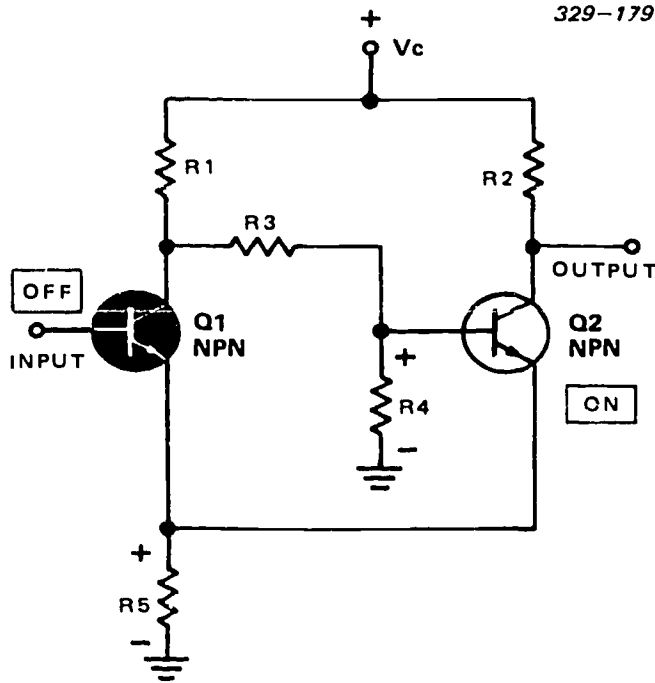 329-179
+
Vc
R1
R2
R3
OUTPUT
OFF
Q1
NPN
INPUT
Q2
NPN
+
R4
-
ON
+
R5
-